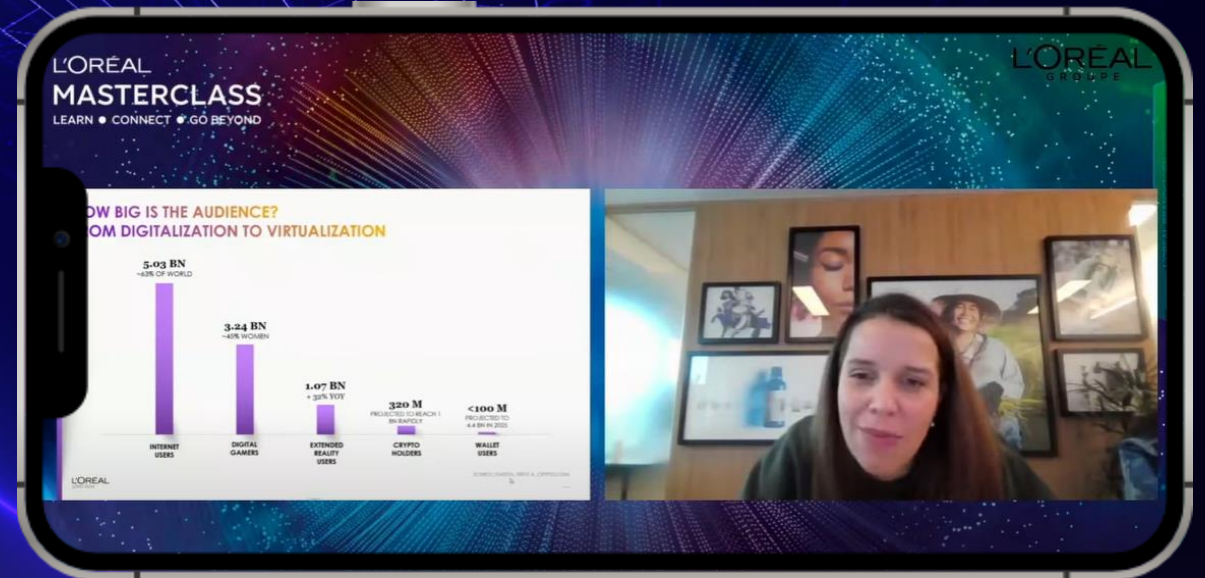 L'ORÉAL
MASTERCLASS
LEARN ● CONNECT ● GO BEYOND
L'ORÉAL
GROUPE
OW BIG IS THE AUDIENCE?
OM DIGITALIZATION TO VIRTUALIZATION
5.03 BN
~63% OF WORLD
3.24 BN
~45% WOMEN
1.07 BN
+ 32% YOY
320 M
PROJECTED TO REACH 1
BN RAPIDLY
<100 M
PROJECTED TO
4.4 BN IN 2025
INTERNET
USERS
DIGITAL
GAMERS
EXTENDED
REALITY
USERS
CRYPTO
HOLDERS
WALLET
USERS
L'ORÉAL